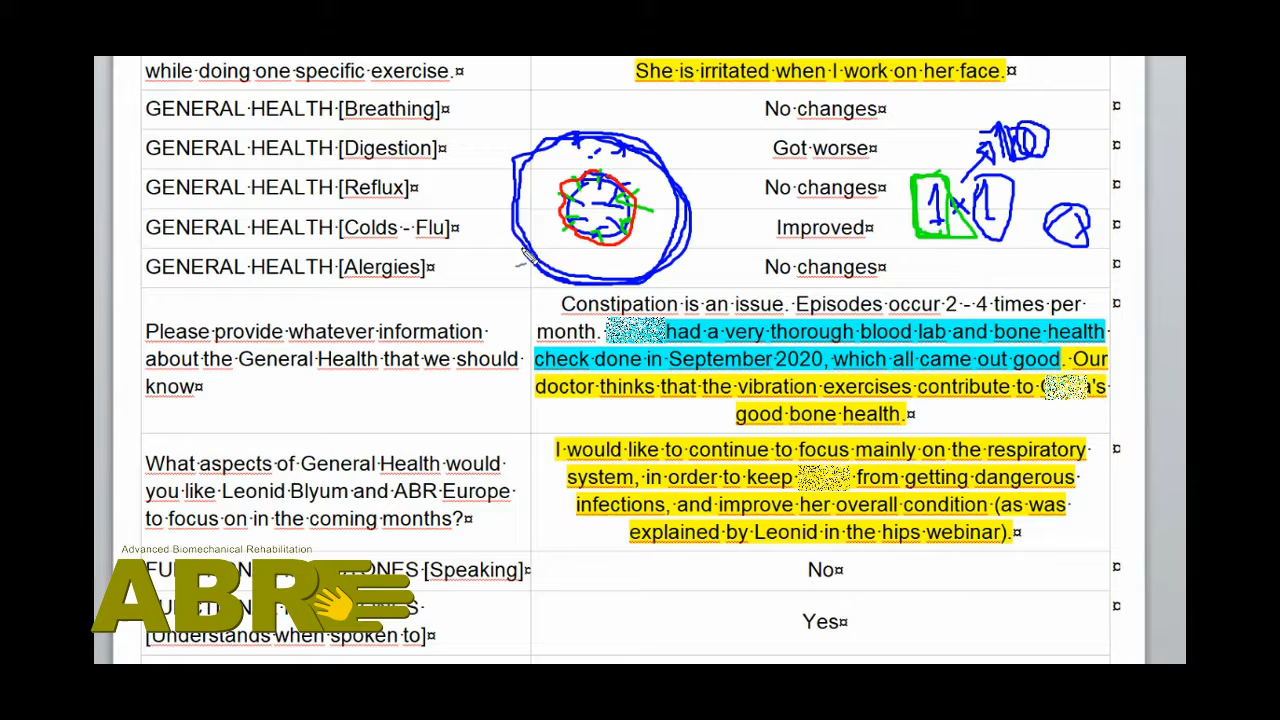 while doing one specific exercise.¤
She is irritated when I work on her face.¤
GENERAL·HEALTH·[Breathing]¤
No·changes¤
GENERAL·HEALTH·[Digestion]¤
Got·worse¤
GENERAL·HEALTH·[Reflux]¤
No·changes¤
GENERAL·HEALTH·[Colds·-·Flu]¤
Improved¤
GENERAL·HEALTH·[Alergies]¤
No·changes¤
1 × 1
Please·provide·whatever·information·
about·the·General·Health·that·we·should·
know¤
Constipation·is·an·issue.·Episodes·occur·2·-·4·times·per·
month.· had·a·very·thorough·blood·lab·and·bone·health·
check·done·in·September·2020,·which·all·came·out·good.·Our·
doctor·thinks·that·the·vibration·exercises·contribute·to· 's·
good·bone·health.¤
What·aspects·of·General·Health·would·
you·like·Leonid·Blyum·and·ABR·Europe·
to·focus·on·in·the·coming·months?¤
I·would·like·to·continue·to·focus·mainly·on·the·respiratory·
system,·in·order·to·keep· ·from·getting·dangerous·
infections,·and·improve·her·overall·condition·(as·was·
explained·by·Leonid·in·the·hips·webinar).¤
Advanced Biomechanical Rehabilitation
ABR
[Speaking]¤
No¤
[Understands·when·spoken·to]¤
Yes¤